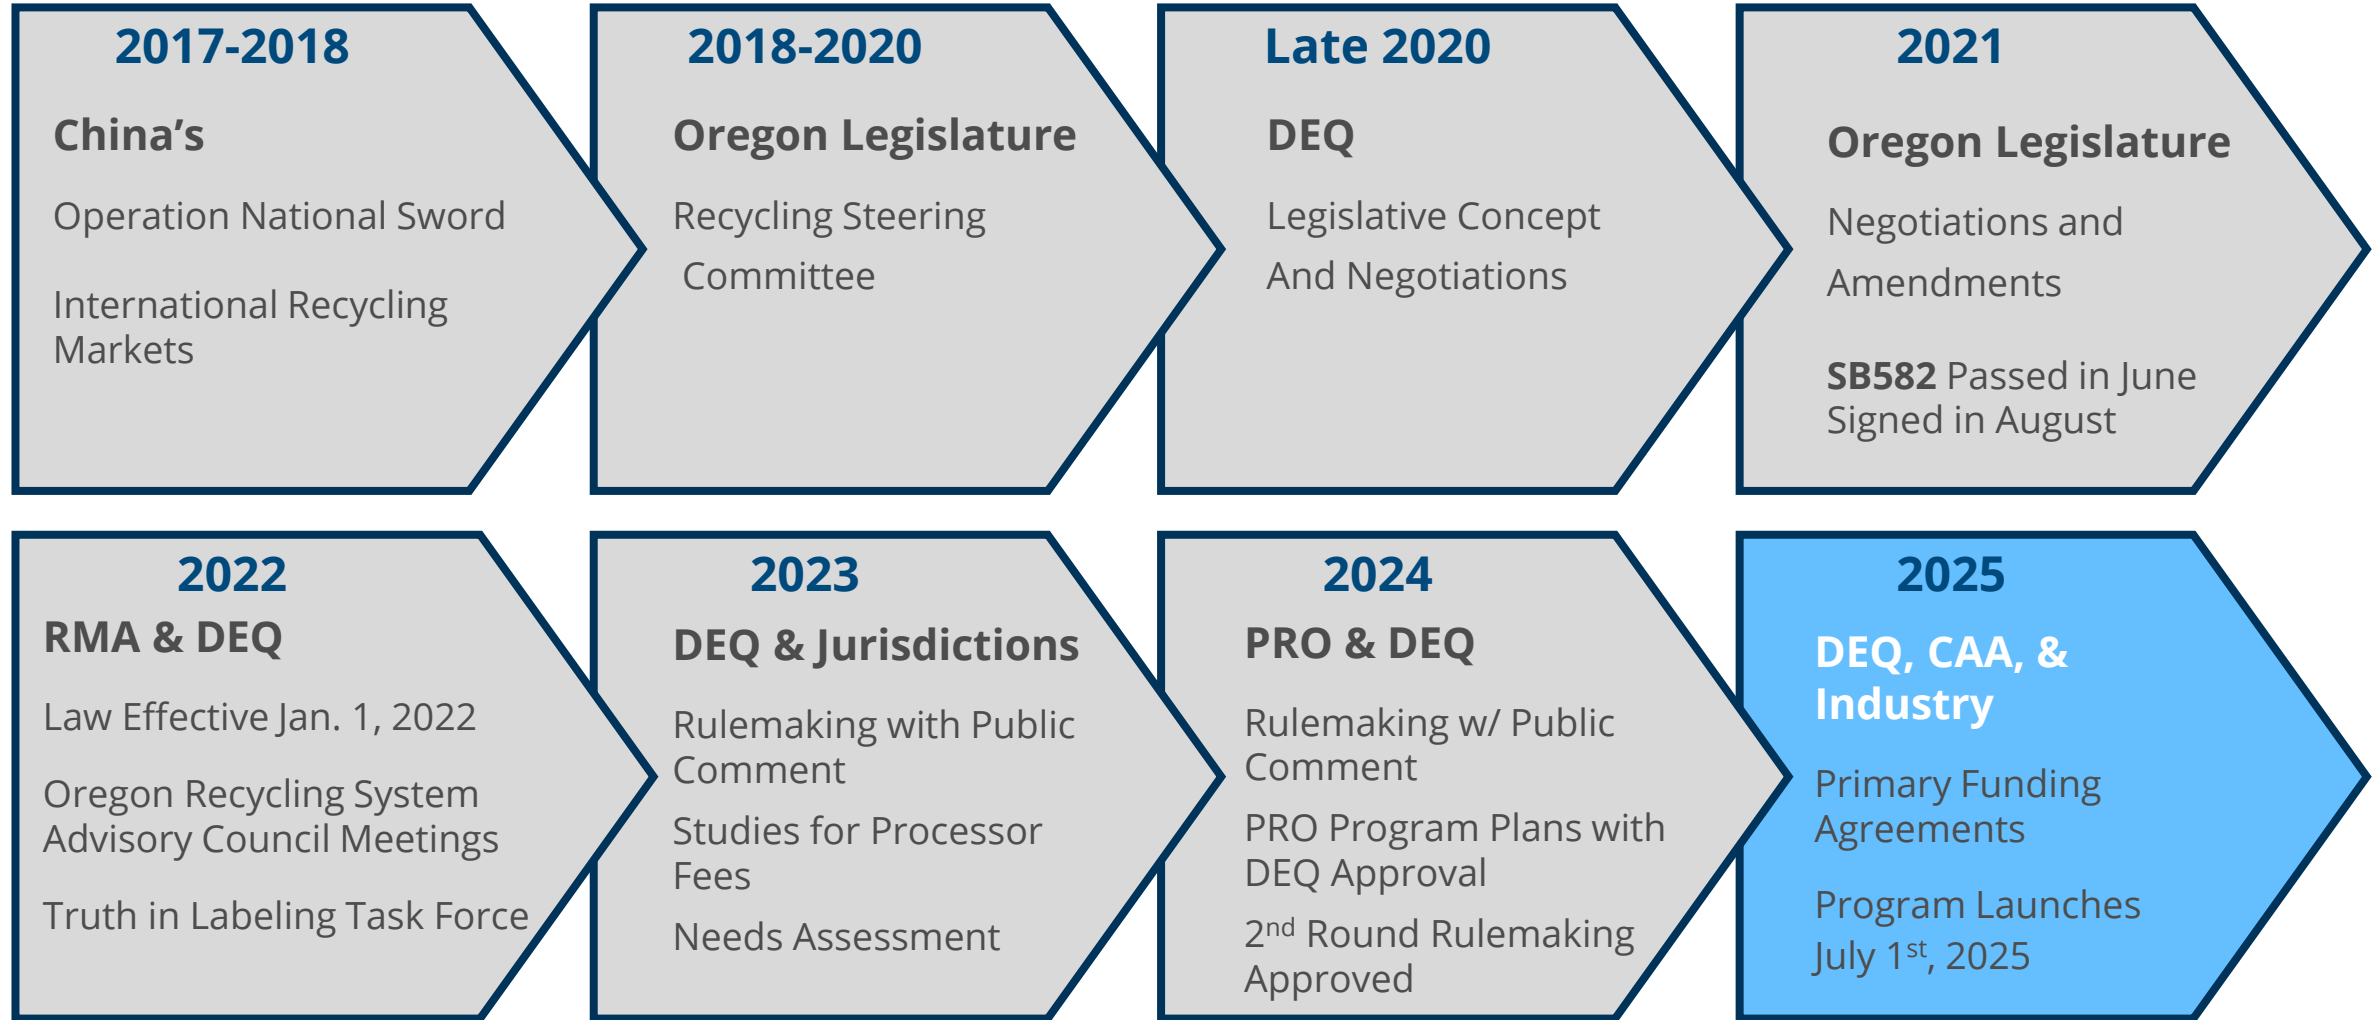 2017-2018
China’s
Operation National Sword
International Recycling
Markets
2018-2020
Oregon Legislature
Recycling Steering
Committee
Late 2020
DEQ
Legislative Concept
And Negotiations
2021
Oregon Legislature
Negotiations and
Amendments
SB582 Passed in June
Signed in August
2022
RMA & DEQ
Law Effective Jan. 1, 2022
Oregon Recycling System
Advisory Council Meetings
Truth in Labeling Task Force
2023
DEQ & Jurisdictions
Rulemaking with Public
Comment
Studies for Processor
Fees
Needs Assessment
2024
PRO & DEQ
Rulemaking w/ Public
Comment
PRO Program Plans with
DEQ Approval
2nd Round Rulemaking
Approved
2025
DEQ, CAA, &
Industry
Primary Funding
Agreements
Program Launches
July 1st, 2025